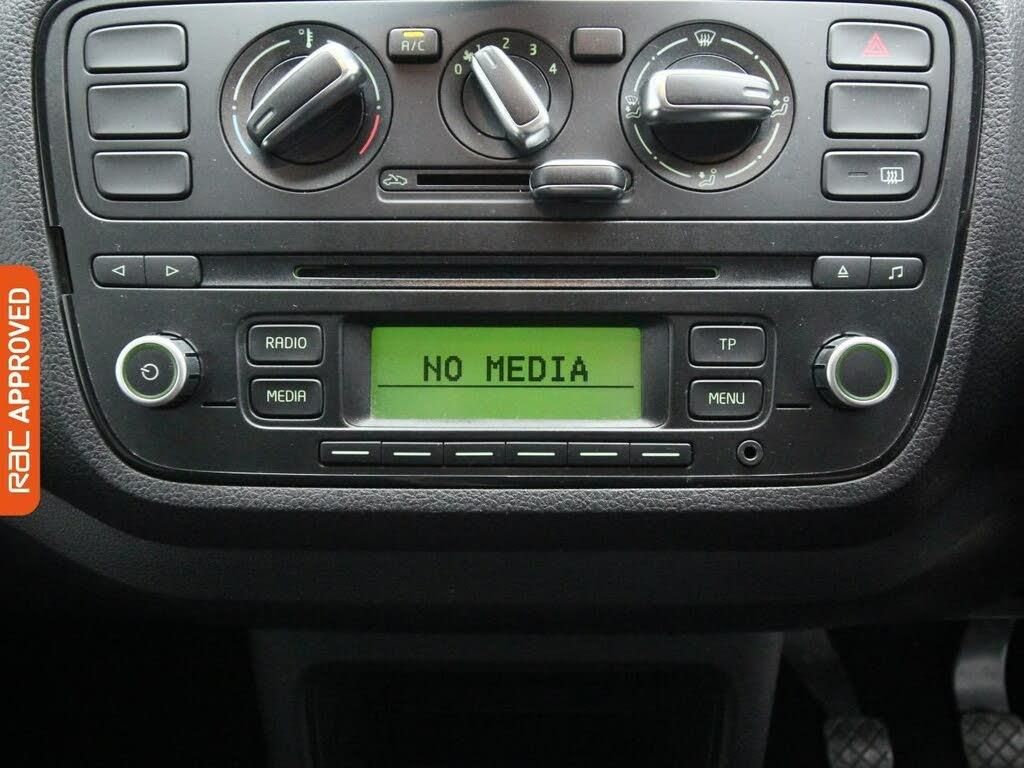 A/C
0 1 2 3 4
RADIO
MEDIA
NO MEDIA
TP
MENU
RAC APPROVED